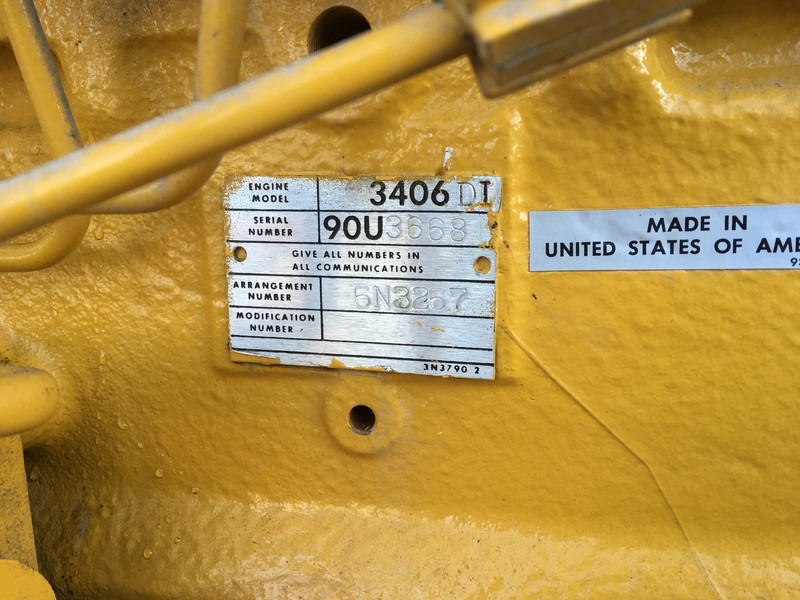 ENGINE MODEL 3406 DI
SERIAL NUMBER 90U36681
GIVE ALL NUMBERS IN
ALL COMMUNICATIONS
ARRANGEMENT NUMBER 6N3267
MODIFICATION NUMBER
3N3790 2
MADE IN
UNITED STATES OF AME